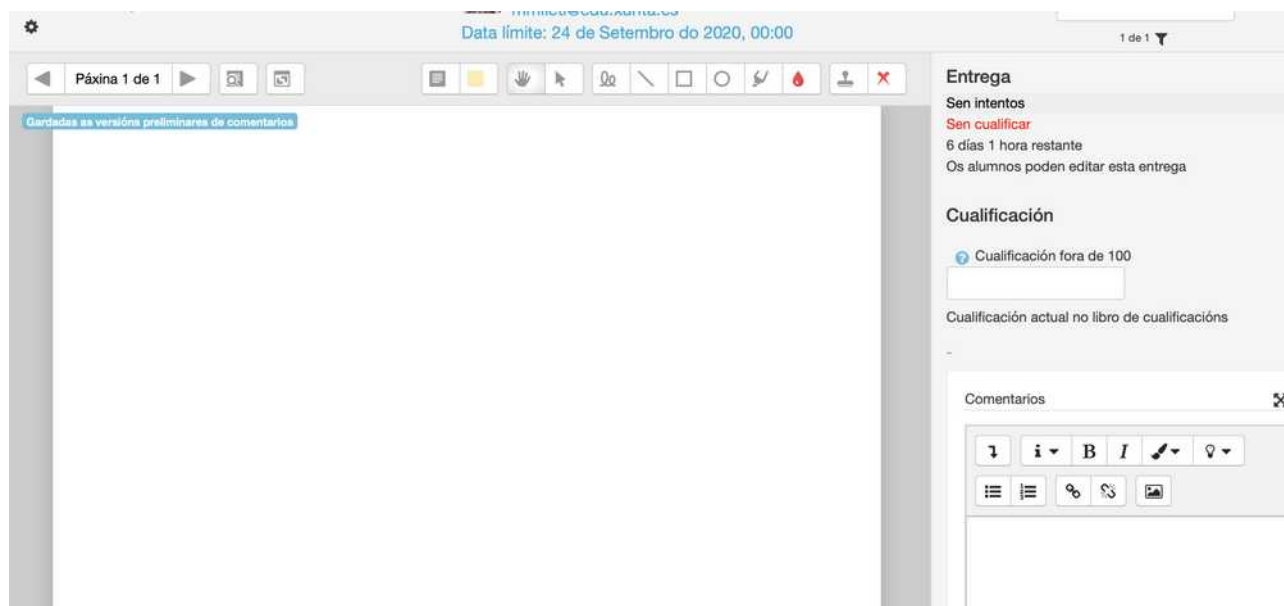 Data límite: 24 de Setembro do 2020, 00:00
1 de 1
Páxina 1 de 1
Gardadas as versións preliminares de comentarios
Entrega
Sen intentos
Sen cualificar
6 días 1 hora restante
Os alumnos poden editar esta entrega
Cualificación
Cualificación fora de 100
Cualificación actual no libro de cualificacións
-
Comentarios
B I